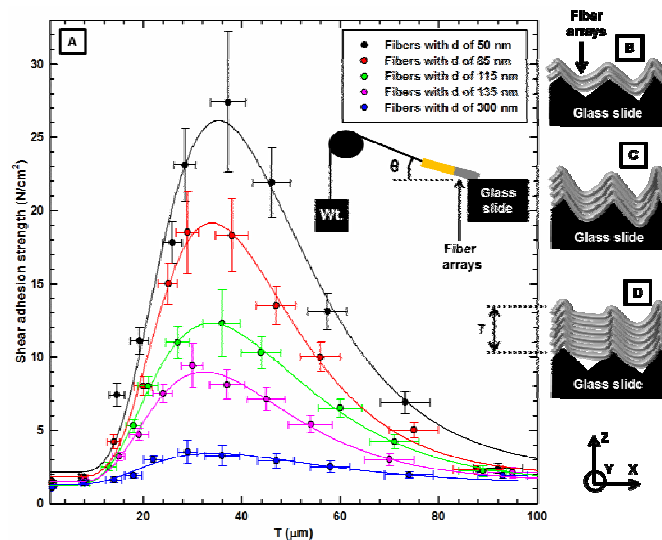 A
Fibers with d of 50 nm
Fibers with d of 85 nm
Fibers with d of 115 nm
Fibers with d of 135 nm
Fibers with d of 300 nm
Shear adhesion strength (N/cm²)
30
25
20
15
10
5
0
20
40
60
80
100
T (μm)
θ
Wt.
Glass
slide
Fiber
arrays
Fiber
arrays
B
Glass slide
C
Glass slide
D
T
Glass slide
Z
Y
X